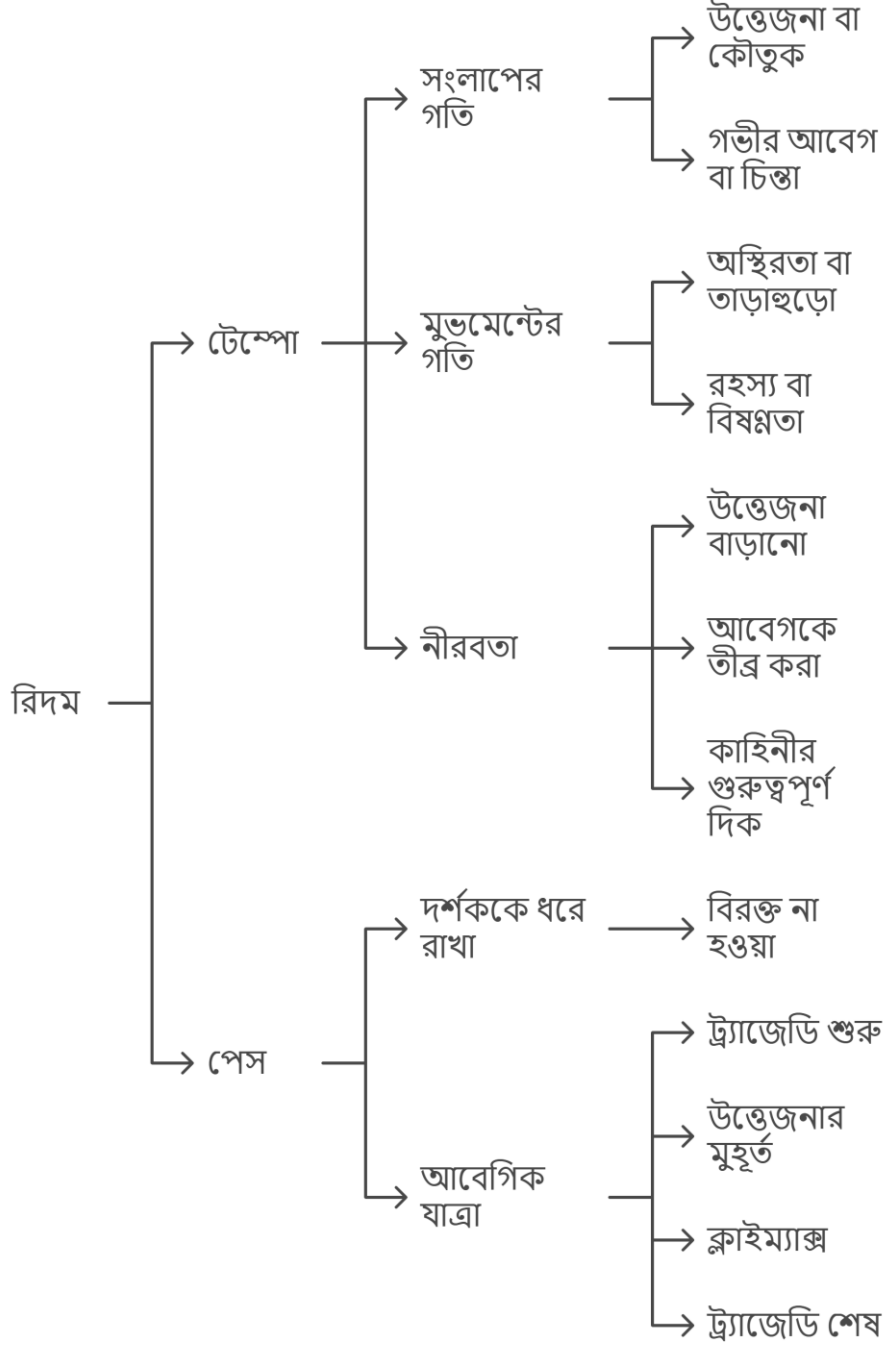 রিদম
টেম্পো
সংলাপের
গতি
উত্তেজনা বা
কৌতুক
গভীর আবেগ
বা চিন্তা
মুভমেন্টের
গতি
অস্থিরতা বা
তাড়াহুড়ো
রহস্য বা
বিষণ্ণতা
নীরবতা
উত্তেজনা
বাড়ানো
আবেগকে
তীব্র করা
কাহিনীর
গুরুত্বপূর্ণ
দিক
পেস
দর্শককে ধরে
রাখা
বিরক্ত না
হওয়া
আবেগিক
যাত্রা
ট্র্যাজেডি শুরু
উত্তেজনার
মুহূর্ত
ক্লাইম্যাক্স
ট্র্যাজেডি শেষ